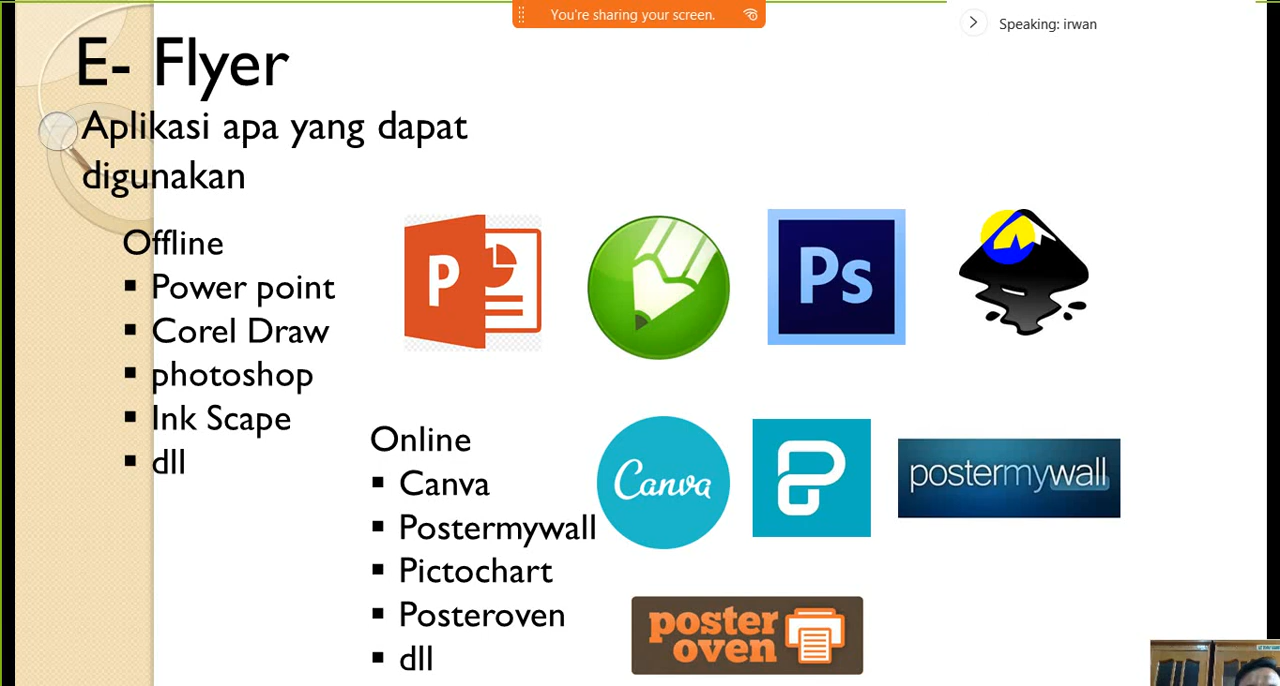 You're sharing your screen.
Speaking: irwan
E- Flyer
Aplikasi apa yang dapat
digunakan
Offline
▪ Power point
▪ Corel Draw
▪ photoshop
▪ Ink Scape
▪ dll
P
Ps
Online
▪ Canva
▪ Postermywall
▪ Pictochart
▪ Posteroven
▪ dll
Canva
P
postermywall
poster
oven